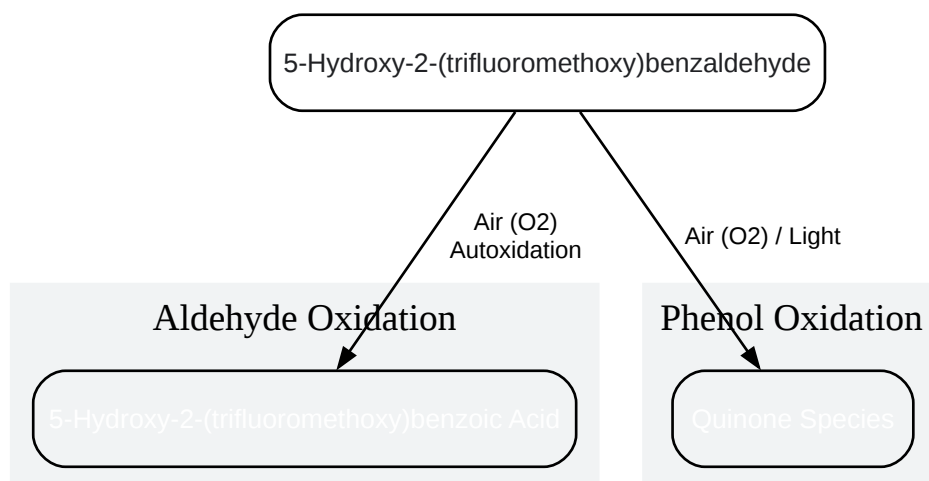 5-Hydroxy-2-(trifluoromethoxy)benzaldehyde
Air (O2)
Autoxidation
Air (O2) / Light
Aldehyde Oxidation
Phenol Oxidation
5-Hydroxy-2-(trifluoromethoxy)benzoic Acid
Quinone Species